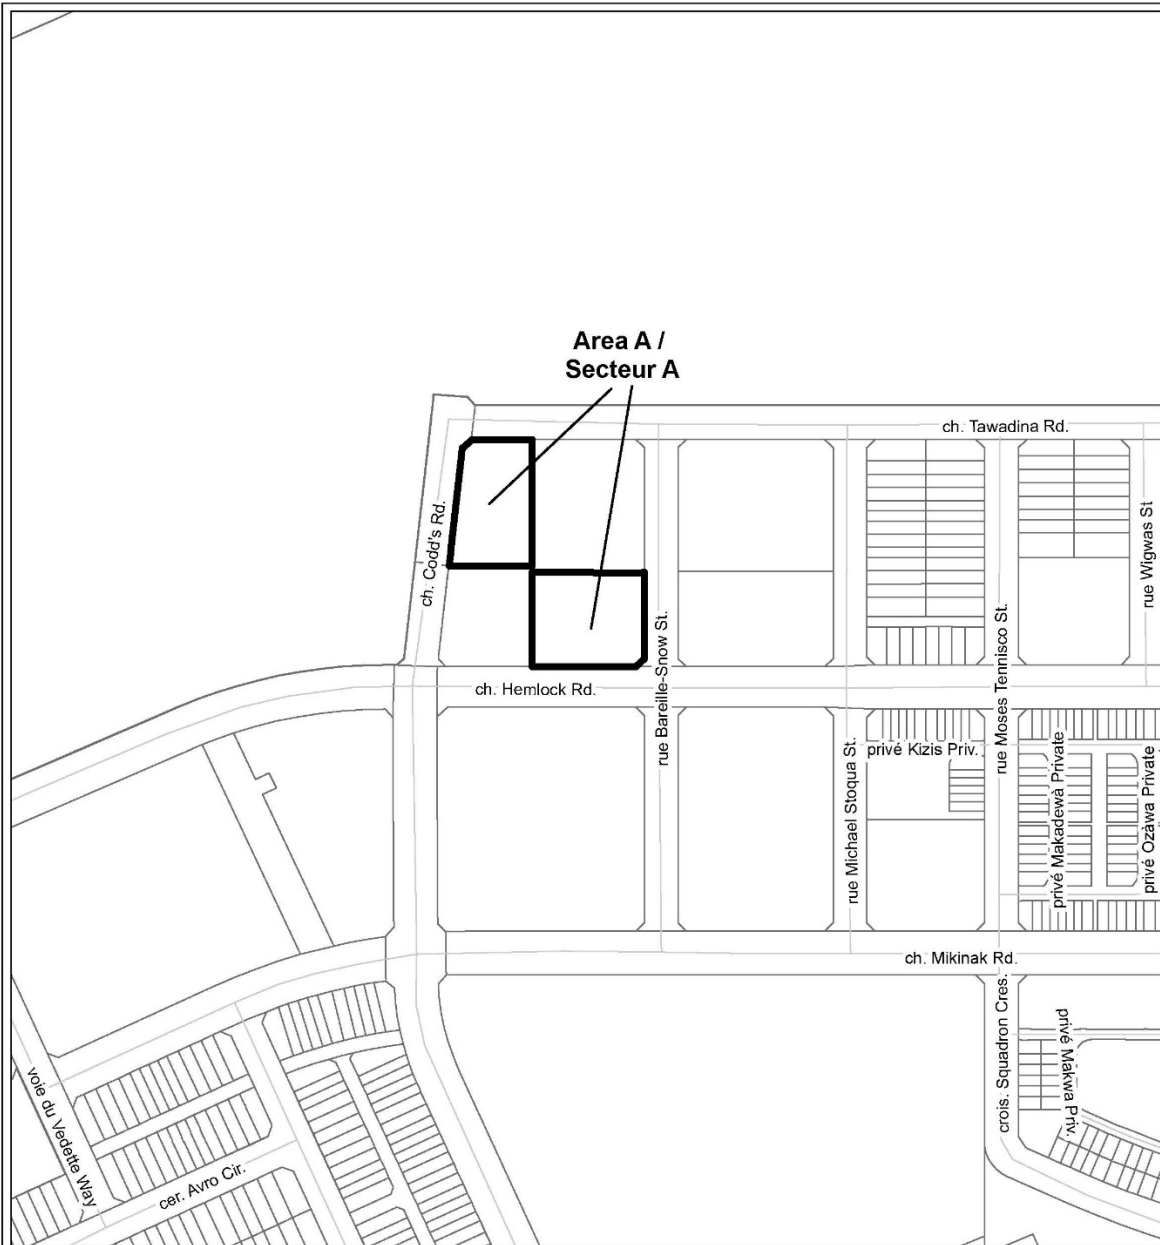 Area A /
Secteur A
ch. Tawadina Rd.
ch. Codd's Rd.
rue Wigwas St
rue Bareille-Snow St.
rue Moses Tennisco St.
ch. Hemlock Rd.
rue Michael Stoqua St.
privé Kizis Priv.
privé Makadewà Private
privé Ozàwa Private
ch. Mikinak Rd.
crois. Squadron Cres.
privé Makwa Priv.
voie du Vedette Way
cer. Avro Cir.